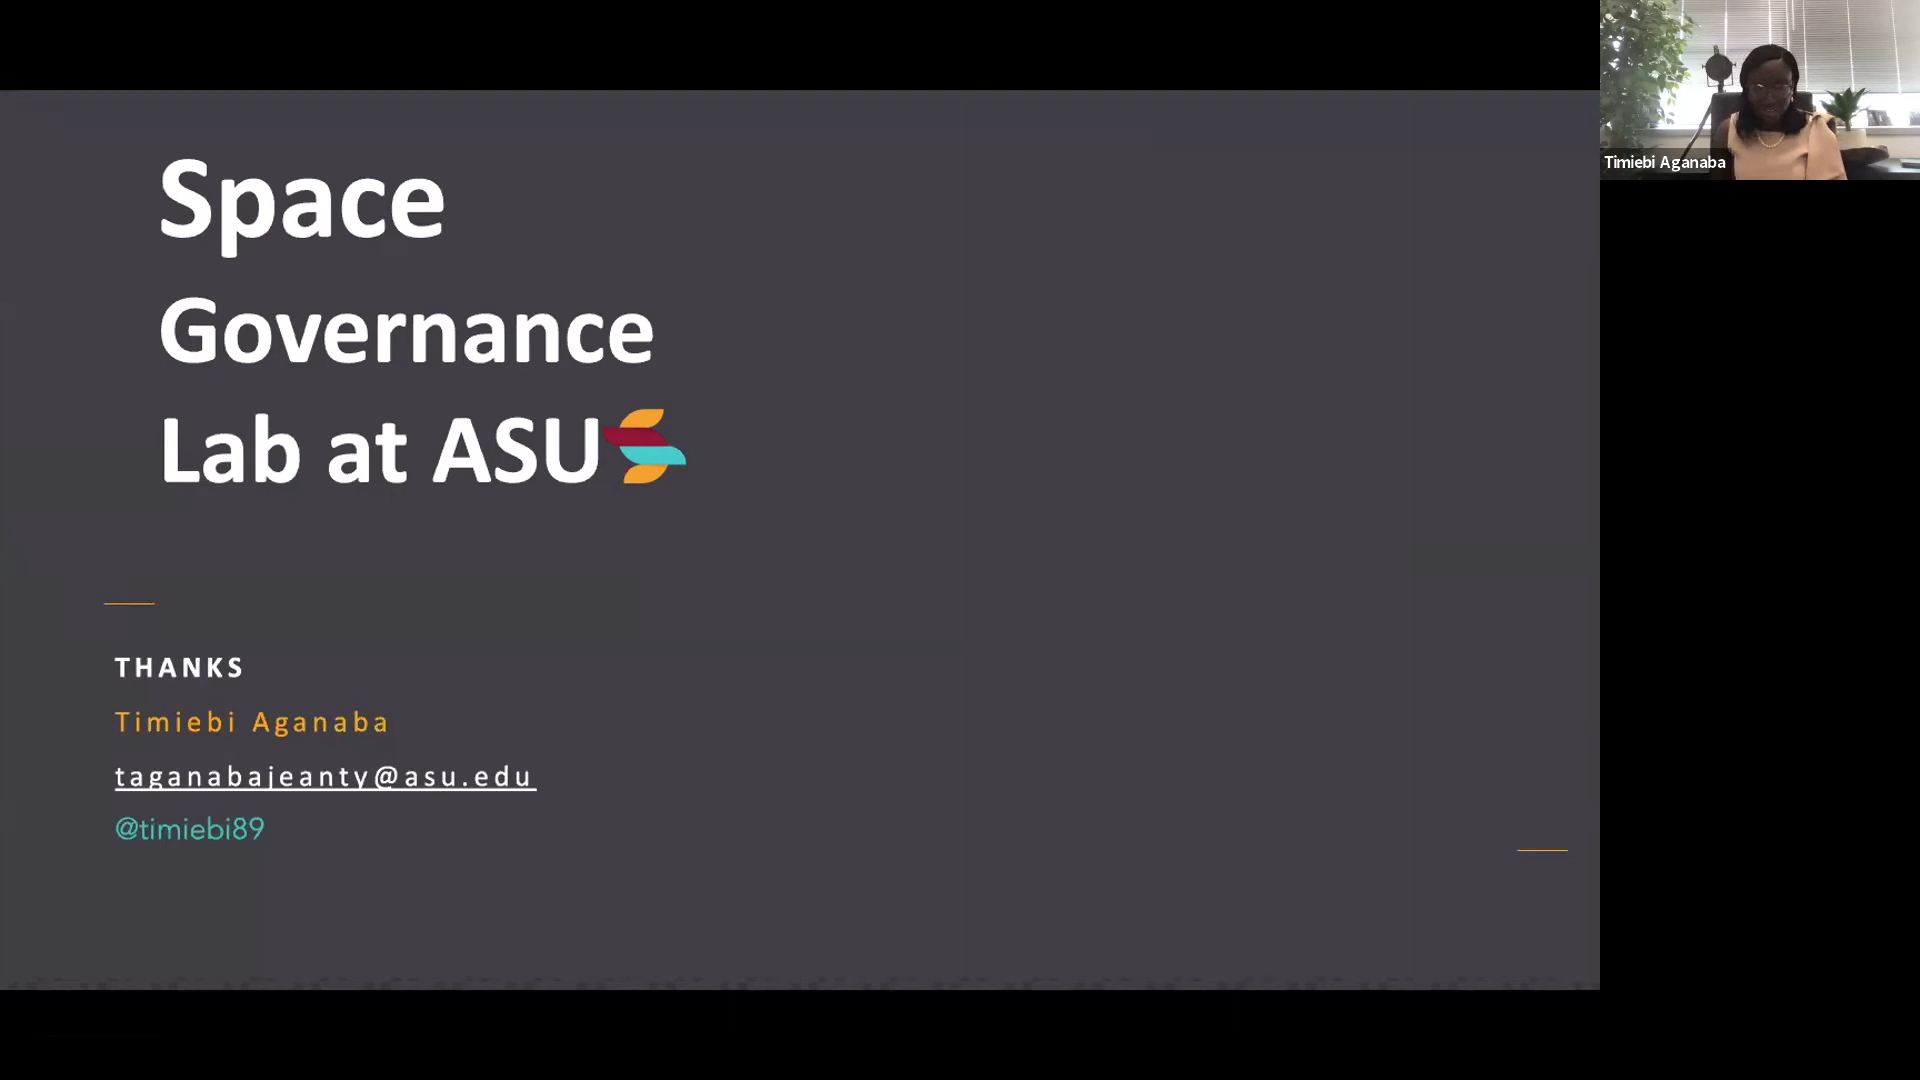 Space
Governance
Lab at ASU
THANKS
Timiebi Aganaba
taganabajeanty@asu.edu
@timiebi89
Timiebi Aganaba